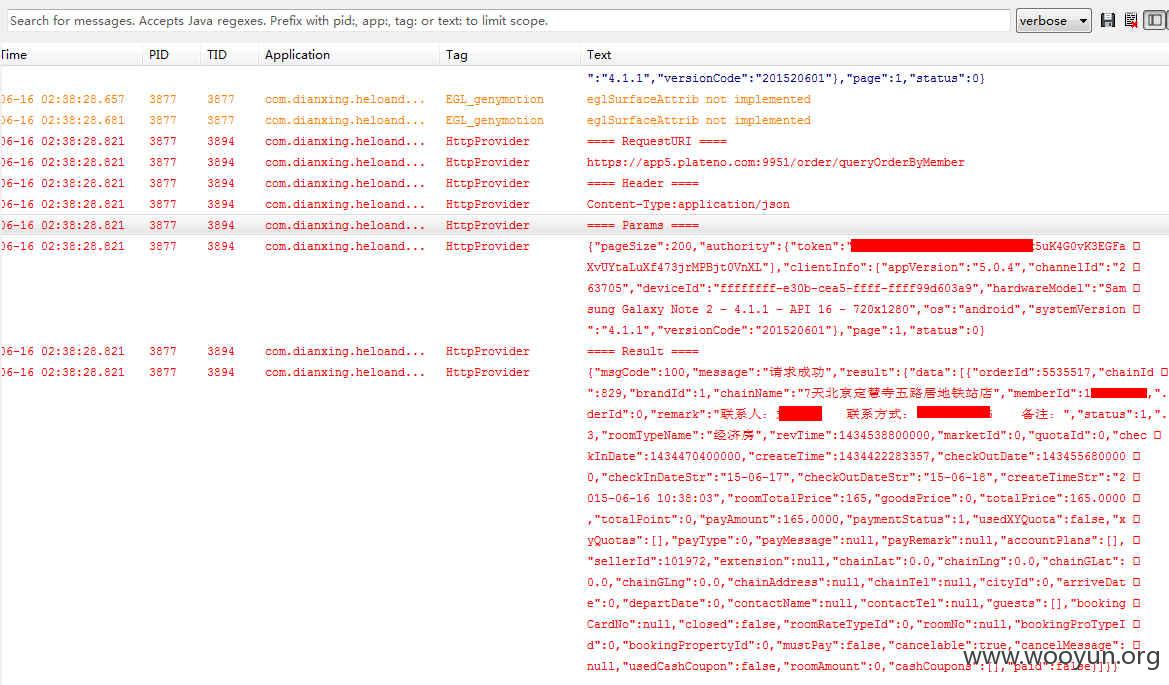 Search for messages. Accepts Java regexes. Prefix with pid:, app:, tag: or text: to limit scope.
verbose
Time PID TID Application Tag Text
":"4.1.1","versionCode":"201520601"},"page":1,"status":0}
06-16 02:38:28.657 3877 3877 com.dianxing.heloand... EGL_genymotion eglSurfaceAttrib not implemented
06-16 02:38:28.681 3877 3877 com.dianxing.heloand... EGL_genymotion eglSurfaceAttrib not implemented
06-16 02:38:28.821 3877 3894 com.dianxing.heloand... HttpProvider ==== RequestURI ====
06-16 02:38:28.821 3877 3894 com.dianxing.heloand... HttpProvider https://app5.plateno.com:9951/order/queryOrderByMember
06-16 02:38:28.821 3877 3894 com.dianxing.heloand... HttpProvider ==== Header ====
06-16 02:38:28.821 3877 3894 com.dianxing.heloand... HttpProvider Content-Type:application/json
06-16 02:38:28.821 3877 3894 com.dianxing.heloand... HttpProvider ==== Params ====
06-16 02:38:28.821 3877 3894 com.dianxing.heloand... HttpProvider {"pageSize":200,"authority":{"token":" 5uK4G0vK3EGFa
XvUYtaLuXf473jrMPBjt0VnXL"},"clientInfo":{"appVersion":"5.0.4","channelId":"2
63705","deviceId":"ffffffff-e30b-cea5-ffff-ffff99d603a9","hardwareModel":"Sam
sung Galaxy Note 2 - 4.1.1 - API 16 - 720x1280","os":"android","systemVersion
":"4.1.1","versionCode":"201520601"},"page":1,"status":0}
06-16 02:38:28.821 3877 3894 com.dianxing.heloand... HttpProvider ==== Result ====
06-16 02:38:28.821 3877 3894 com.dianxing.heloand... HttpProvider {"msgCode":100,"message":"请求成功","result":{"data":[{"orderId":5535517,"chainId
":829,"brandId":1,"chainName":"7天北京定慧寺五路居地铁站店","memberId":1 ,".
derId":0,"remark":"联系人: 联系方式: 备注: ","status":1,".
3,"roomTypeName":"经济房","revTime":1434538800000,"marketId":0,"quotaId":0,"chec
kInDate":1434470400000,"createTime":1434422283357,"checkOutDate":143455680000
0,"checkInDateStr":"15-06-17","checkOutDateStr":"15-06-18","createTimeStr":"2
015-06-16 10:38:03","roomTotalPrice":165,"goodsPrice":0,"totalPrice":165.0000
,"totalPoint":0,"payAmount":165.0000,"paymentStatus":1,"usedXYQuota":false,"x
yQuotas":[],"payType":0,"payMessage":null,"payRemark":null,"accountPlans":[],
"sellerId":101972,"extension":null,"chainLat":0.0,"chainLng":0.0,"chainGLat":
0.0,"chainGLng":0.0,"chainAddress":null,"chainTel":null,"cityId":0,"arriveDat
e":0,"departDate":0,"contactName":null,"contactTel":null,"guests":[],"booking
CardNo":null,"closed":false,"roomRateTypeId":0,"roomNo":null,"bookingProTypeI
d":0,"bookingPropertyId":0,"mustPay":false,"cancelable":true,"cancelMessage":
null,"usedCashCoupon":false,"roomAmount":0,"cashCoupons":[],"paid":false}]}}
www.wooyun.org